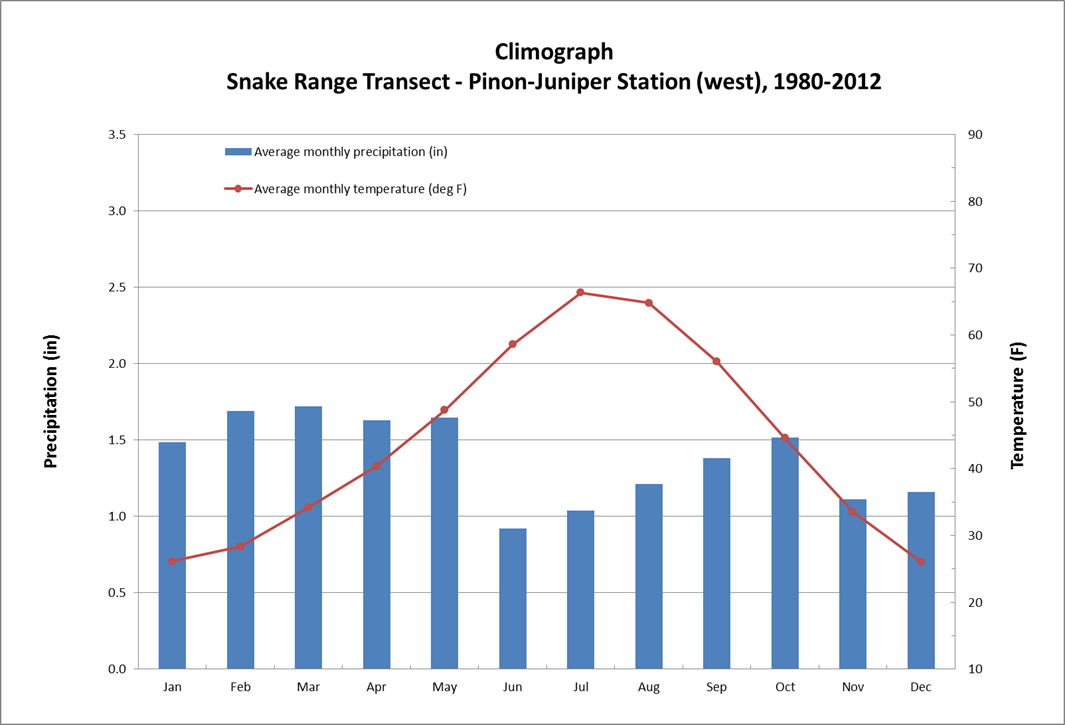 Climograph
Snake Range Transect - Pinon-Juniper Station (west), 1980-2012
3.5
3.0
2.5
2.0
1.5
1.0
0.5
0.0
Precipitation (in)
Average monthly precipitation (in)
Average monthly temperature (deg F)
90
80
70
60
50
40
30
20
10
Temperature (F)
Jan Feb Mar Apr May Jun Jul Aug Sep Oct Nov Dec